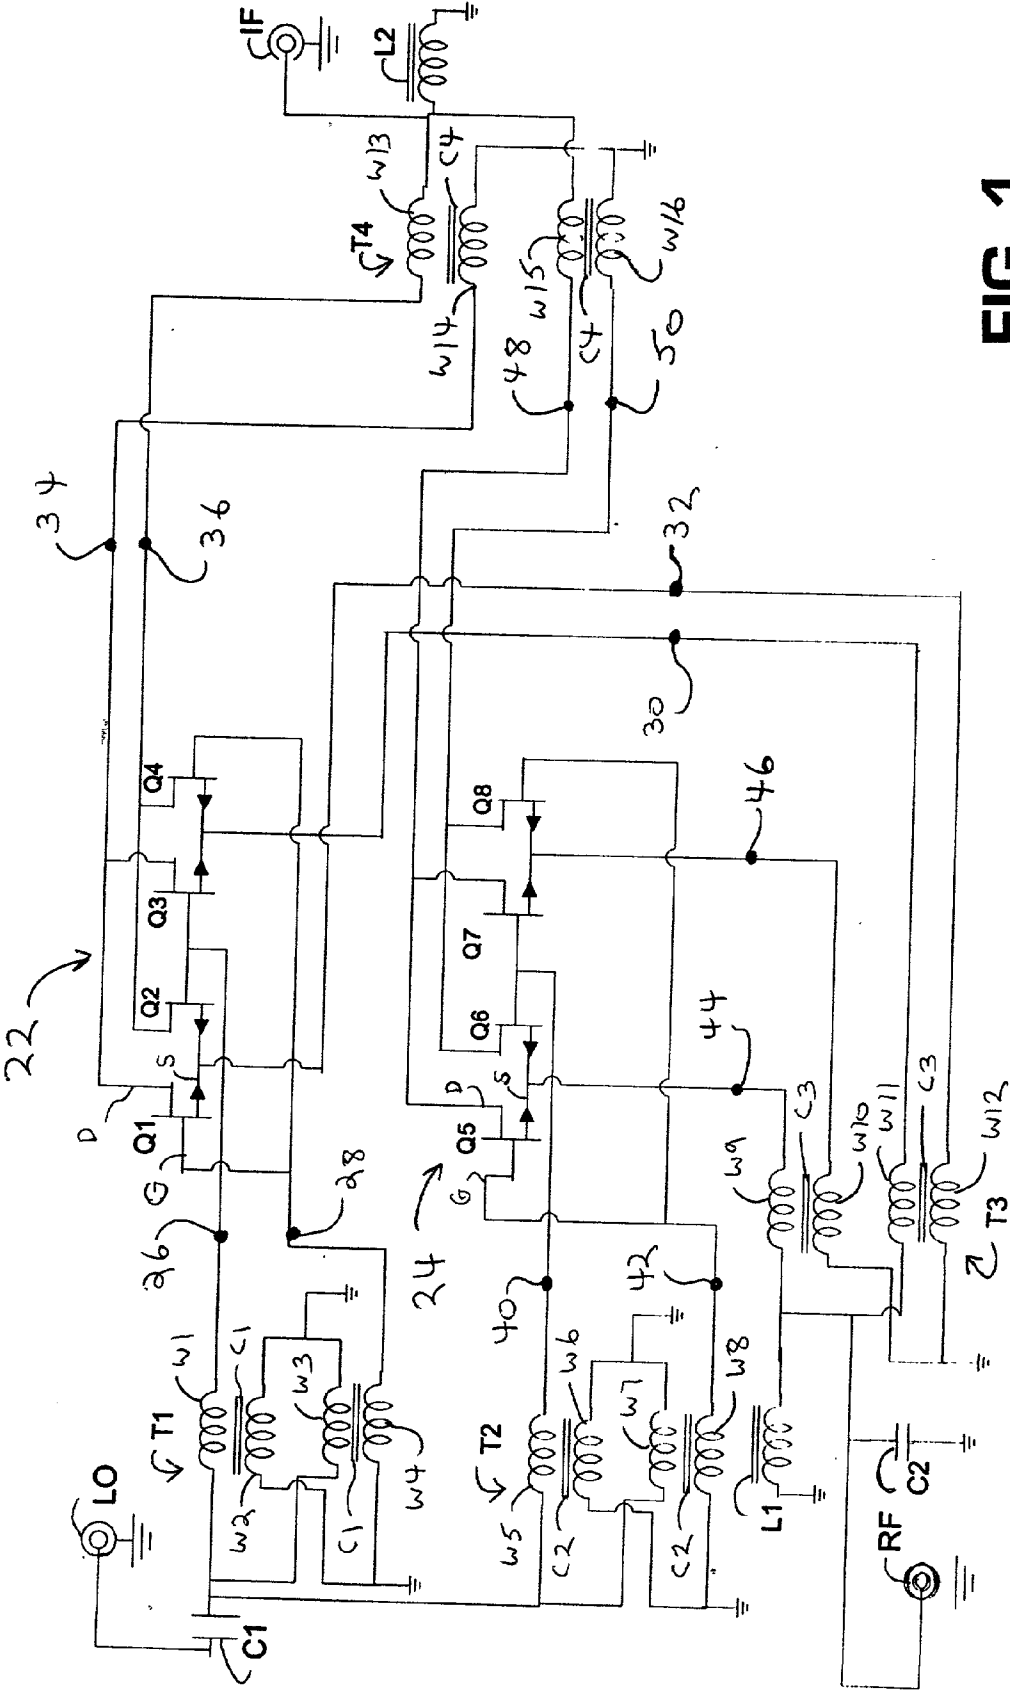 LO
C1
T1
W1
W2
C1
W3
C1
W4
26
28
22
D
G
S
Q1
Q2
Q3
Q4
34
36
T4
W13
W14
C4
IF
L2
W15
C4
W16
48
50
T2
W5
C2
W6
W7
C2
W8
40
42
24
G
D
S
Q5
Q6
Q7
Q8
44
46
30
32
L1
RF
C2
W9
C3
W10
W11
C3
W12
T3
FIG 1